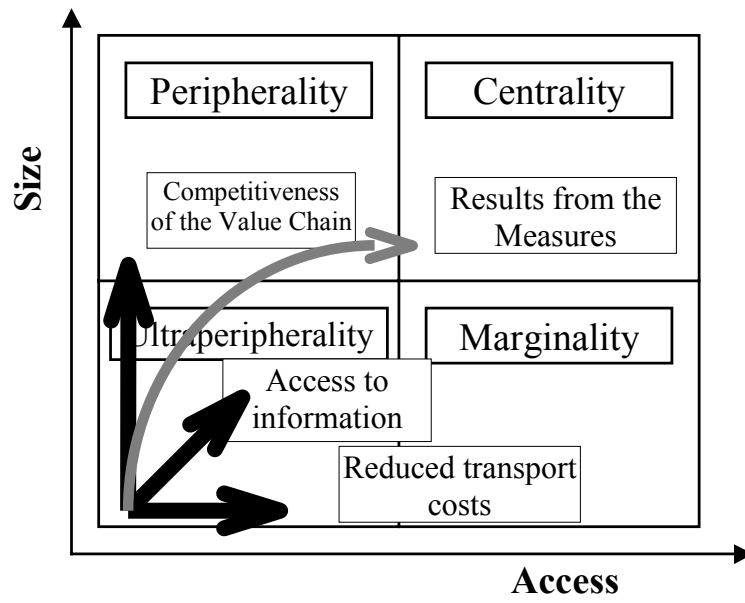 Peripherality
Centrality
Size
Competitiveness
of the Value Chain
Results from the
Measures
Ultraperipherality
Marginality
Access to
information
Reduced transport
costs
Access